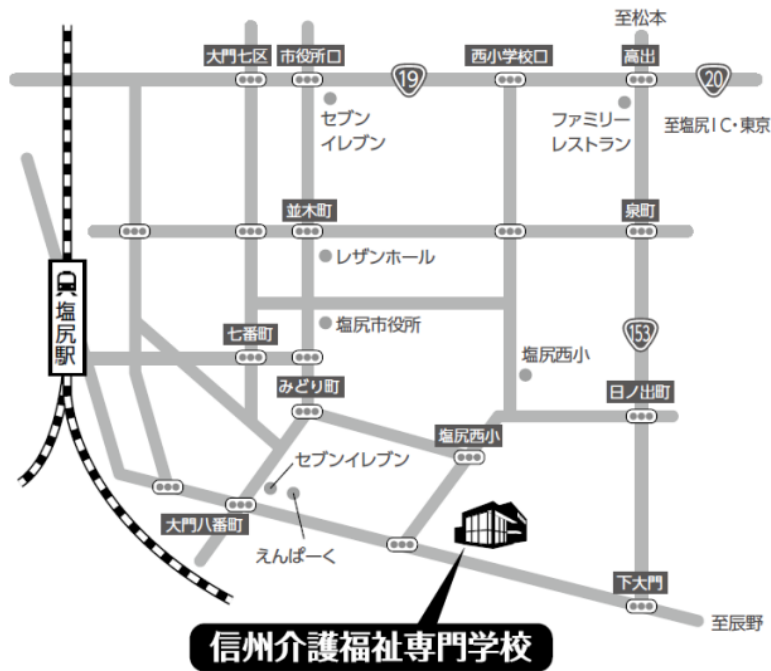 至松本
大門七区
市役所口
西小学校口
高出
19
20
セブン
イレブン
ファミリー
レストラン
至塩尻IC・東京
並木町
泉町
レザンホール
塩尻駅
七番町
塩尻市役所
153
塩尻西小
みどり町
日ノ出町
塩尻西小
セブンイレブン
大門八番町
えんぱーく
下大門
至辰野
信州介護福祉専門学校